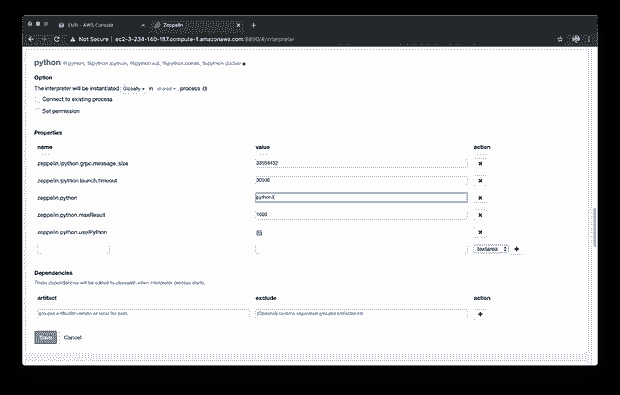 EMR - AWS Console
Zeppelin
Not Secure | ec2-3-234-140-187.compute-1.amazonaws.com:8890/#/interpreter
python %python, %python.ipython, %python.sql, %python.conda, %python.docker
Option
The interpreter will be instantiated Globally in shared process
Connect to existing process
Set permission
Properties
name value action
zeppelin.ipython.grpc.message_size 33554432
zeppelin.ipython.launch.timeout 30000
zeppelin.python python3
zeppelin.python.maxResult 1000
zeppelin.python.useIPython
textarea
Dependencies
These dependencies will be added to classpath when interpreter process starts.
artifact exclude action
groupId:artifactId:version or local file path (Optional) comma separated groupId:artifactId list
Save Cancel